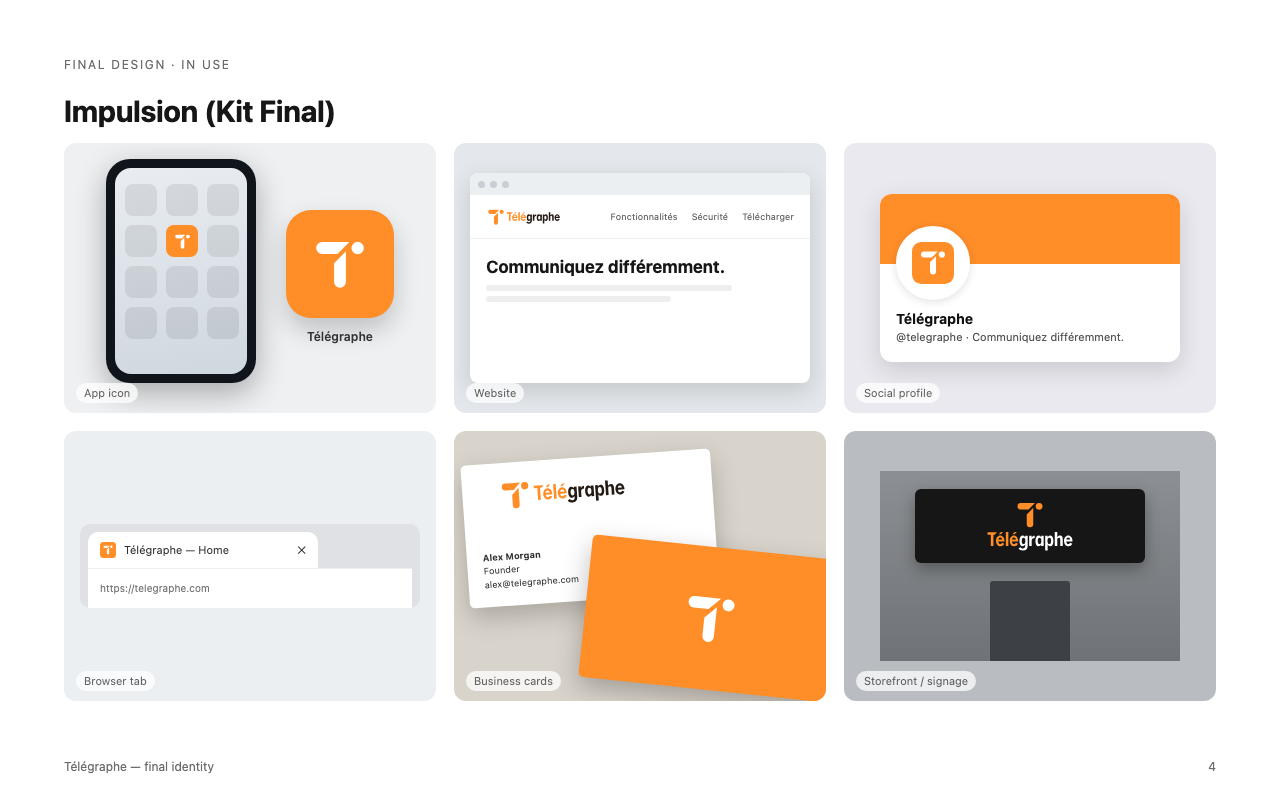 FINAL DESIGN · IN USE
Impulsion (Kit Final)
Télégraphe
App icon
Télégraphe
Fonctionnalités Sécurité Télécharger
Communiquez différemment.
Website
Télégraphe
@telegraphe · Communiquez différemment.
Social profile
Télégraphe — Home ×
https://telegraphe.com
Browser tab
Télégraphe
Alex Morgan
Founder
alex@telegraphe.com
Business cards
Télégraphe
Storefront / signage
Télégraphe — final identity
4